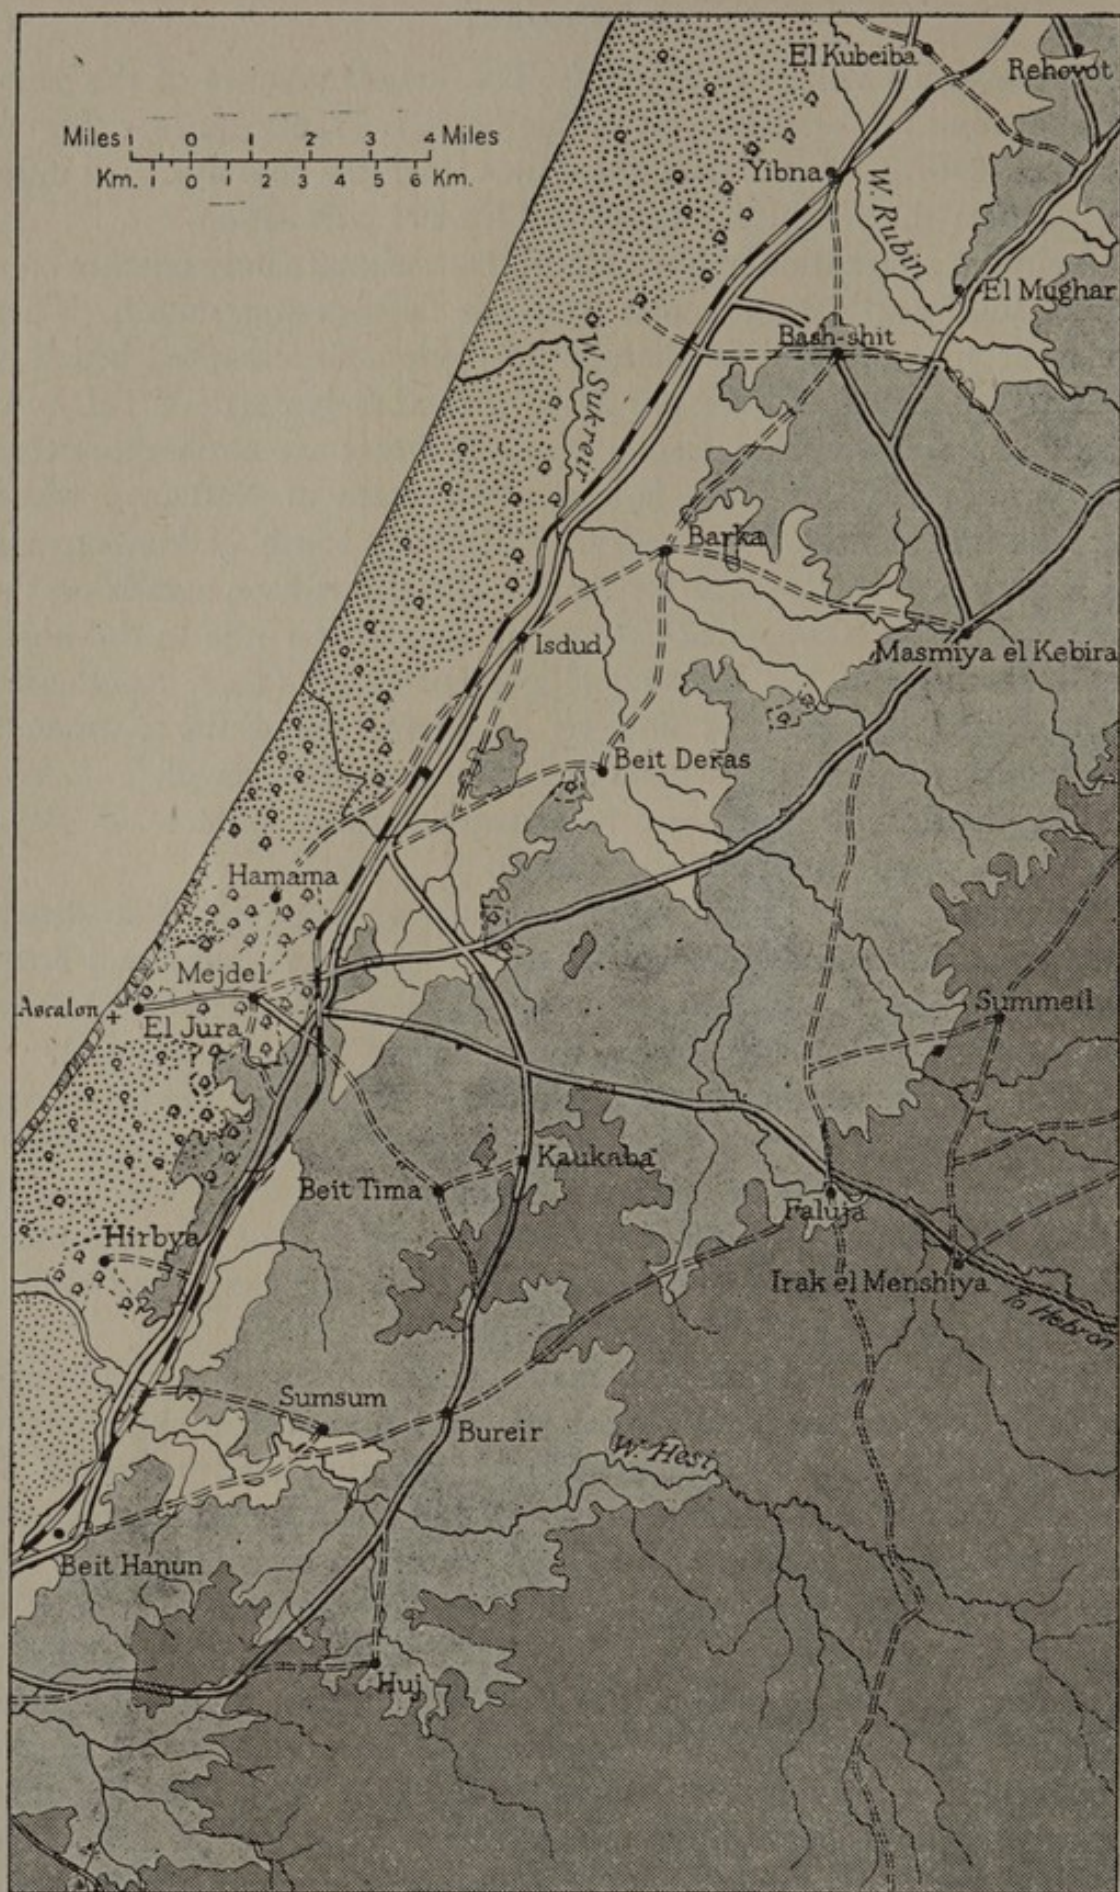 El Kubeiba
Rehovot
Miles 1 0 1 2 3 4 Miles
Km. 1 0 1 2 3 4 5 6 Km.
Yibna
W. Rubin
El Mughar
Bash-shit
W. Sukreir
Barka
Isdud
Masmiya el Kebira
Beit Deras
Hamama
Mejdel
Ascalon
El Jura
Summeil
Kaukaba
Beit Tima
Faluja
Hirbya
Irak el Menshiya
To Hebron
Sumsum
Bureir
W. Hesi
Beit Hanun
Huj